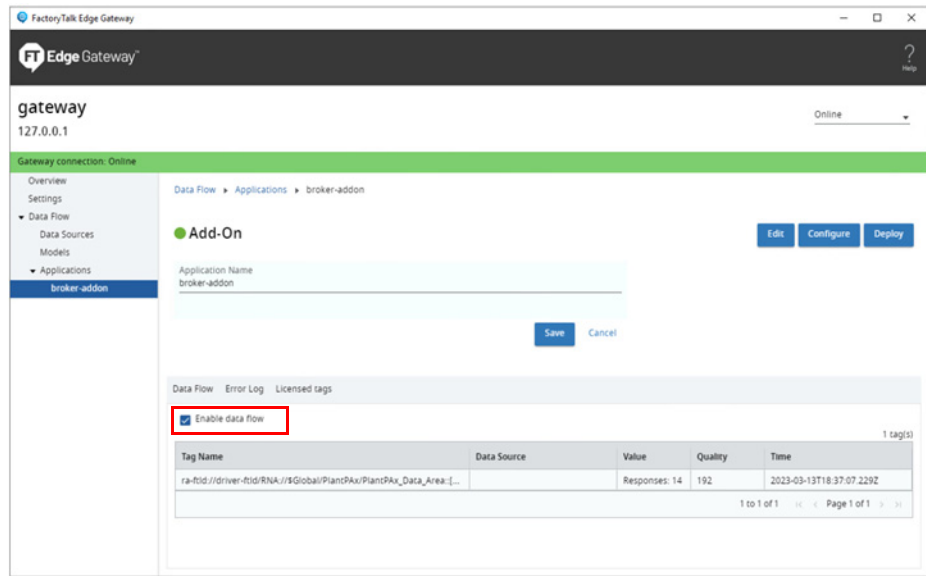 FactoryTalk Edge Gateway
FT Edge Gateway™
Help
gateway
127.0.0.1
Online
Gateway connection: Online
Overview
Settings
Data Flow
Data Sources
Models
Applications
broker-addon
Data Flow ▸ Applications ▸ broker-addon
Add-On
Edit Configure Deploy
Application Name
broker-addon
Save Cancel
Data Flow Error Log Licensed tags
Enable data flow
1 tag(s)
Tag Name Data Source Value Quality Time
ra-ftld://driver-ftld/RNA://$Global/PlantPAx/PlantPAx_Data_Area::[... Responses: 14 192 2023-03-13T18:37:07.229Z
1 to 1 of 1 Page 1 of 1